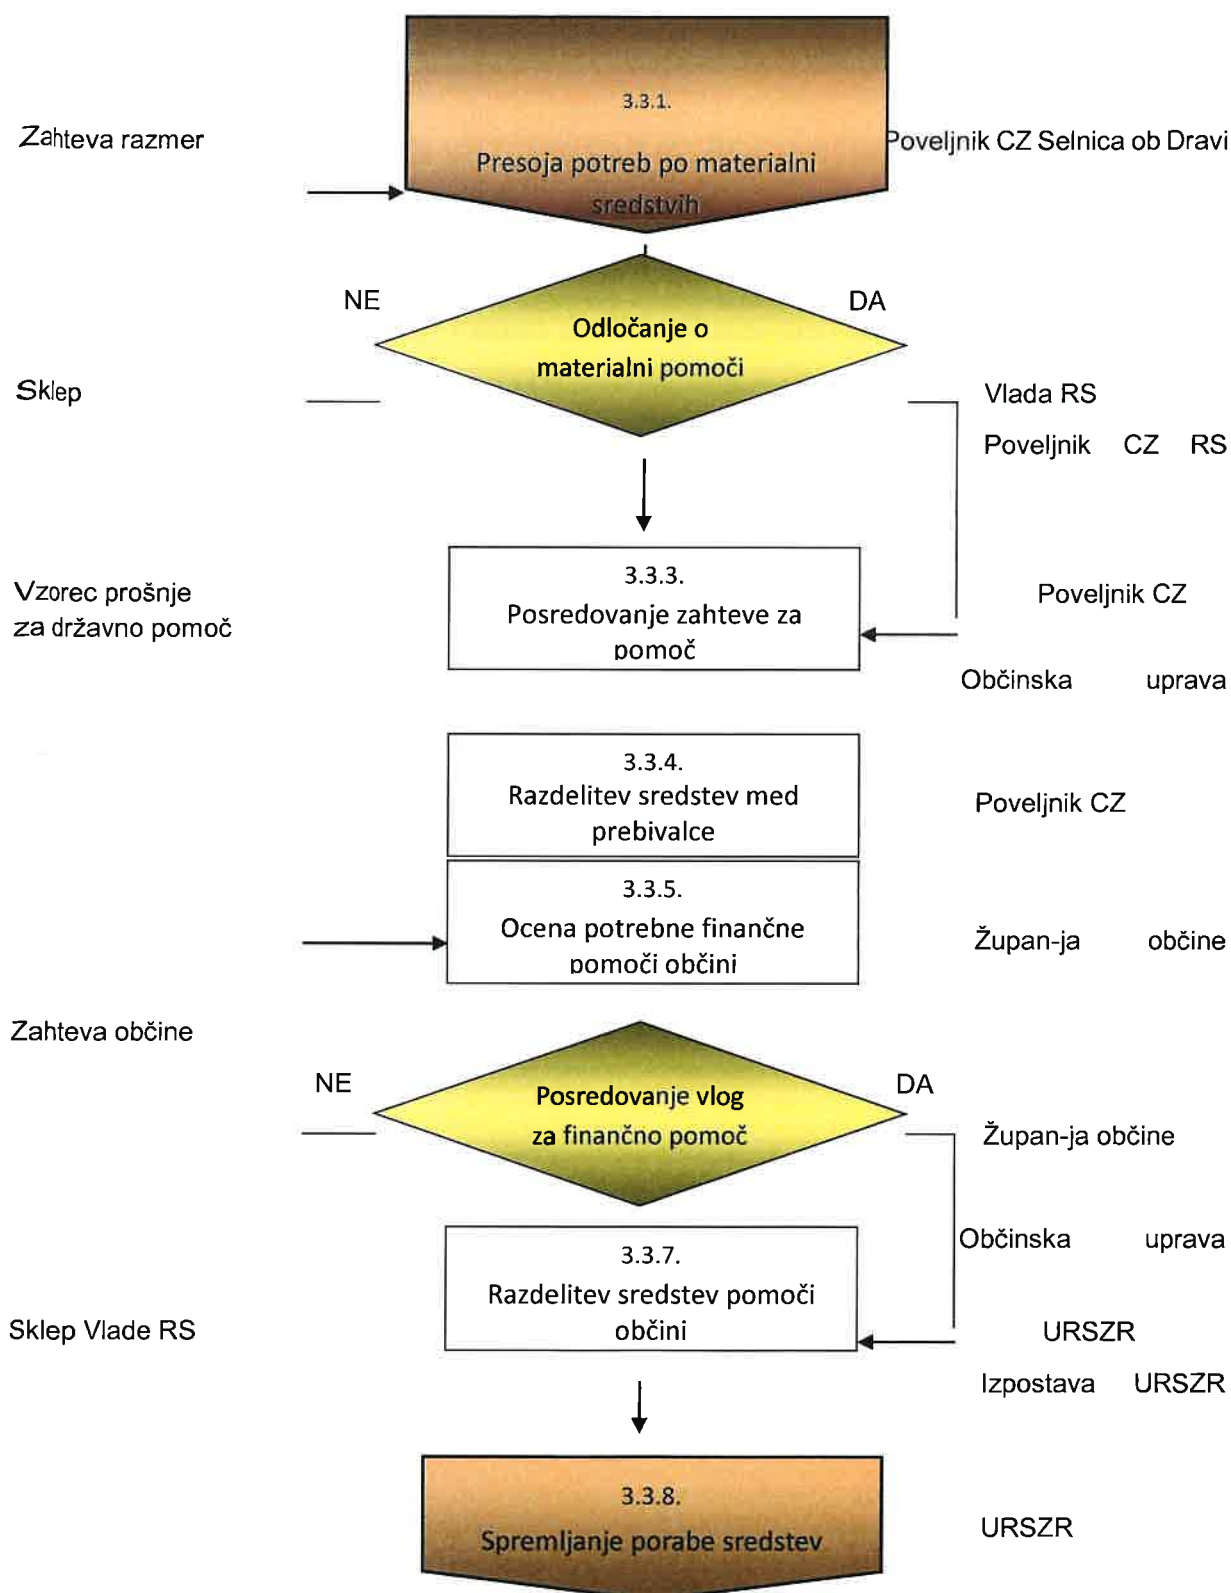 3.3.1.
Zahteva razmer
Poveljnik CZ Selnica ob Dravi
Presoja potreb po materialni
sredstvih
NE
DA
Odločanje o
materialni pomoči
Sklep
Vlada RS
Poveljnik CZ RS
3.3.3.
Vzorec prošnje
za državno pomoč
Posredovanje zahteve za
pomoč
Poveljnik CZ
Občinska uprava
3.3.4.
Razdelitev sredstev med
prebivalce
Poveljnik CZ
3.3.5.
Ocena potrebne finančne
pomoči občini
Župan-ja občine
Zahteva občine
NE
DA
Posredovanje vlog
za finančno pomoč
Župan-ja občine
Občinska uprava
3.3.7.
Razdelitev sredstev pomoči
občini
Sklep Vlade RS
URSZR
Izpostava URSZR
3.3.8.
Spremljanje porabe sredstev
URSZR